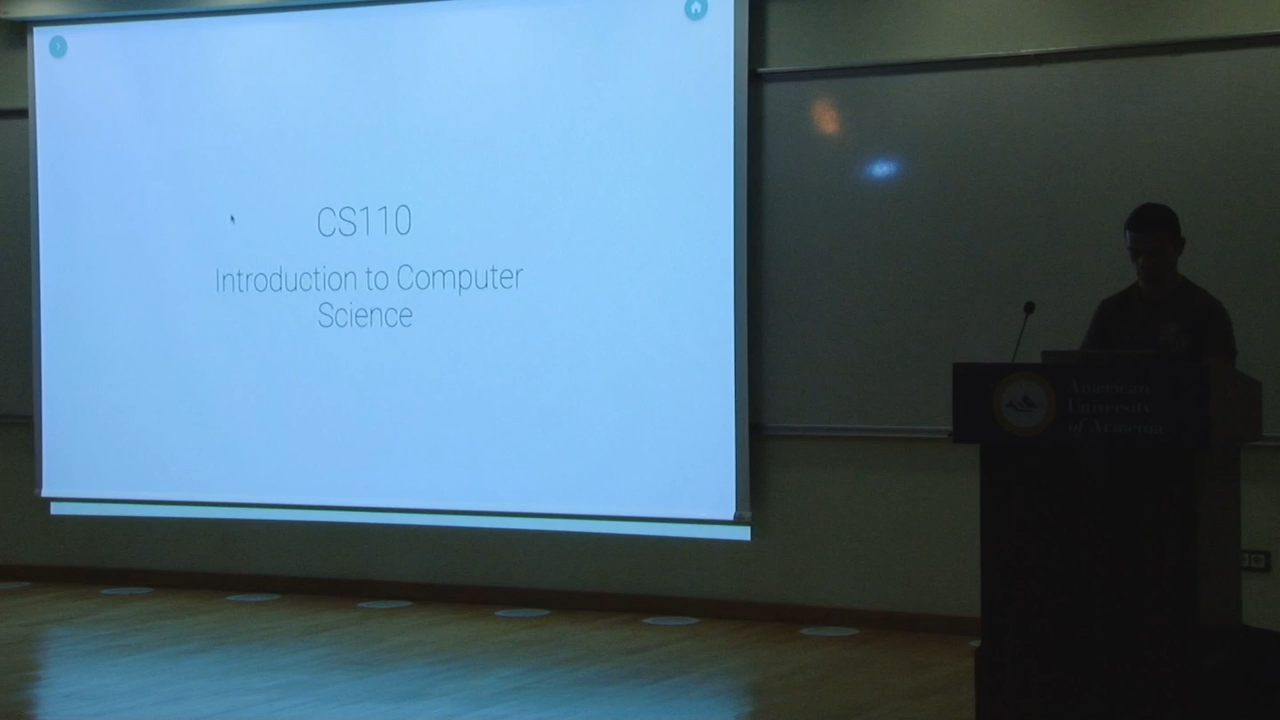 CS110
Introduction to Computer
Science
American
University
of Armenia